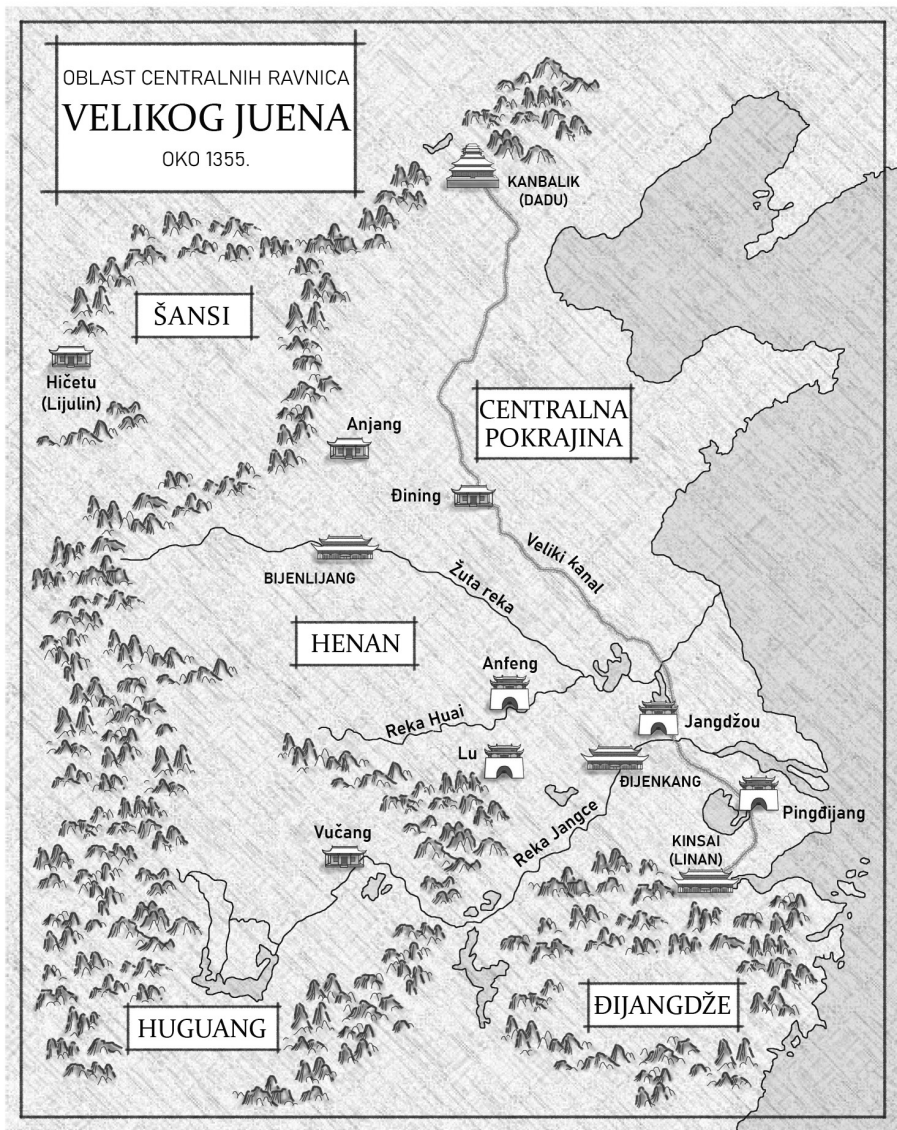 OBLAST CENTRALNIH RAVNICA
VELIKOG JUENA
OKO 1355.
KANBALIK
(DADU)
ŠANSI
Hičetu
(Lijulin)
CENTRALNA
POKRAJINA
Anjang
Đining
Veliki kanal
BIJENLIJANG
Žuta reka
HENAN
Anfeng
Reka Huai
Jangdžou
Lu
ĐIJENKANG
Pingđijang
Reka Jangce
Vučang
KINSAI
(LINAN)
HUGUANG
ĐIJANGDŽE